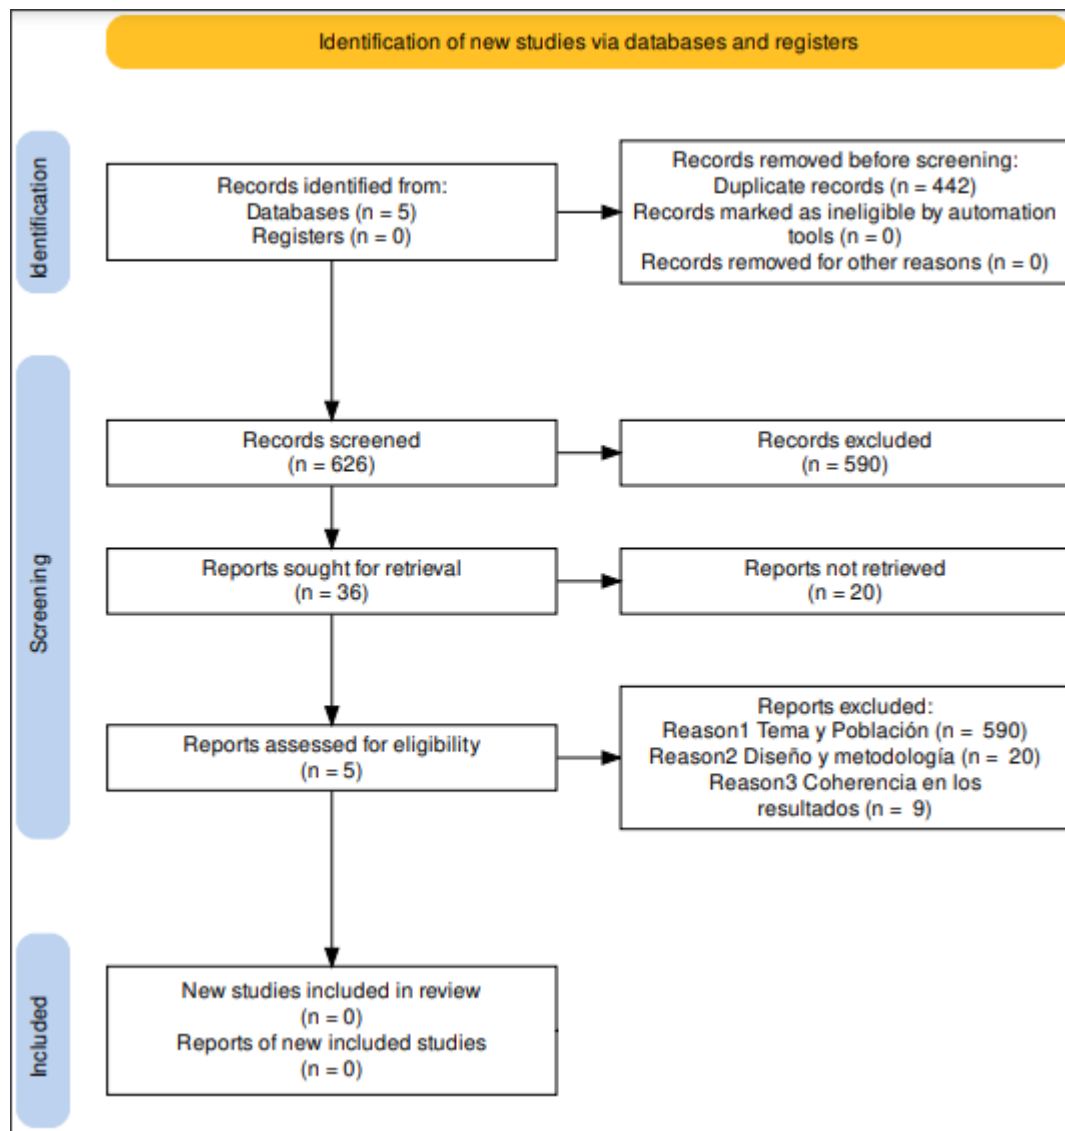 Identification of new studies via databases and registers
Identification
Records identified from:
Databases (n = 5)
Registers (n = 0)
Records removed before screening:
Duplicate records (n = 442)
Records marked as ineligible by automation
tools (n = 0)
Records removed for other reasons (n = 0)
Screening
Records screened
(n = 626)
Records excluded
(n = 590)
Reports sought for retrieval
(n = 36)
Reports not retrieved
(n = 20)
Reports assessed for eligibility
(n = 5)
Reports excluded:
Reason1 Tema y Población (n = 590)
Reason2 Diseño y metodología (n = 20)
Reason3 Coherencia en los
resultados (n = 9)
Included
New studies included in review
(n = 0)
Reports of new included studies
(n = 0)